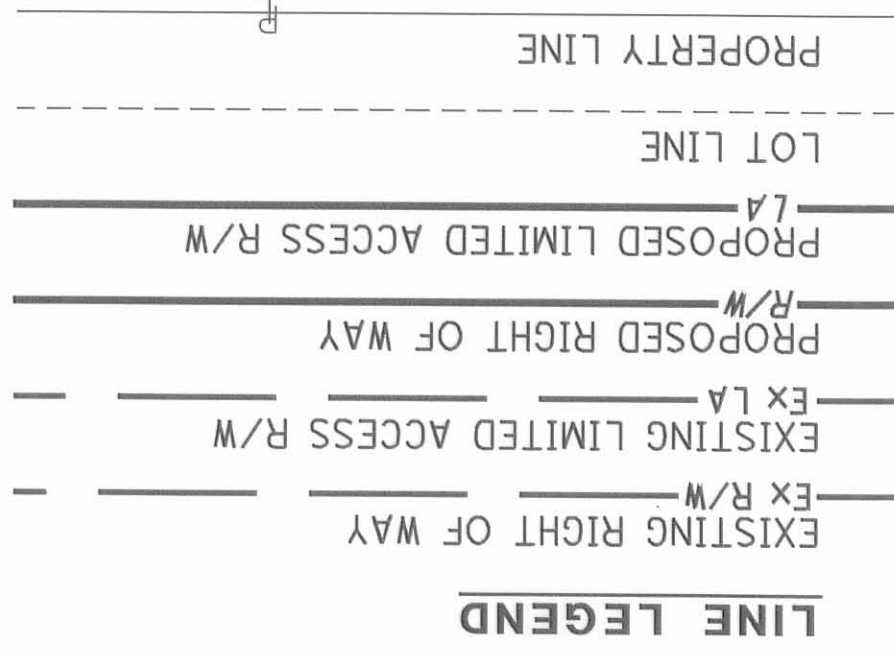 LINE LEGEND
EXISTING RIGHT OF WAY
Ex R/W
EXISTING LIMITED ACCESS R/W
Ex LA
PROPOSED RIGHT OF WAY
R/W
PROPOSED LIMITED ACCESS R/W
LA
LOT LINE
PROPERTY LINE
P